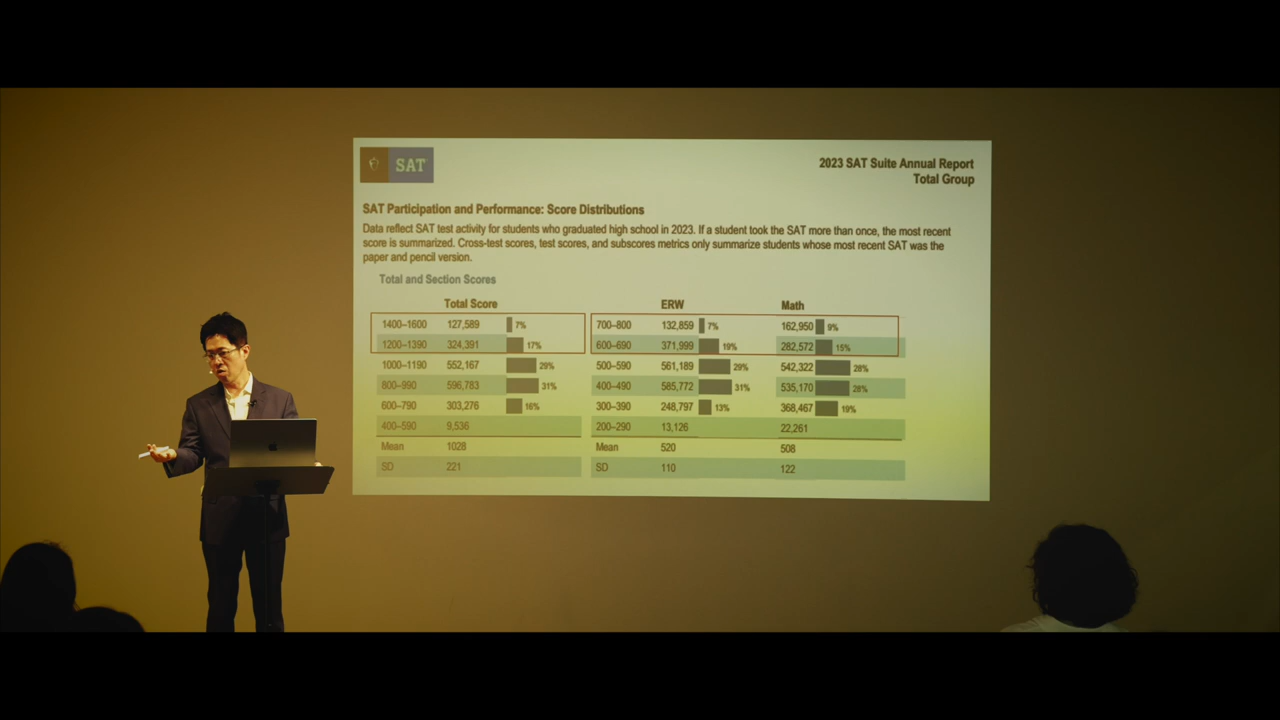 SAT
2023 SAT Suite Annual Report
Total Group
SAT Participation and Performance: Score Distributions
Data reflect SAT test activity for students who graduated high school in 2023. If a student took the SAT more than once, the most recent
score is summarized. Cross-test scores, test scores, and subscores metrics only summarize students whose most recent SAT was the
paper and pencil version.
Total and Section Scores
Total Score ERW Math
1400–1600 127,589 7% 700–800 132,859 7% 162,950 9%
1200–1390 324,391 17% 600–690 371,999 19% 282,572 15%
1000–1190 552,167 29% 500–590 561,189 29% 542,322 28%
800–990 596,783 31% 400–490 585,772 31% 535,170 28%
600–790 303,276 16% 300–390 248,797 13% 368,467 19%
400–590 9,536 200–290 13,126 22,261
Mean 1028 Mean 520 508
SD 221 SD 110 122